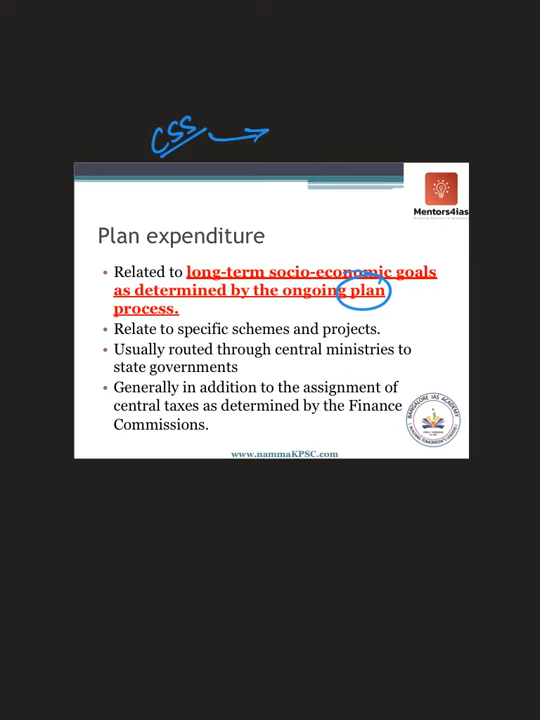 CSS
Mentors4ias
Plan expenditure
• Related to long-term socio-economic goals
as determined by the ongoing plan
process.
• Relate to specific schemes and projects.
• Usually routed through central ministries to
state governments
• Generally in addition to the assignment of
central taxes as determined by the Finance
Commissions.
BANGALORE IAS ACADEMY
www.nammaKPSC.com